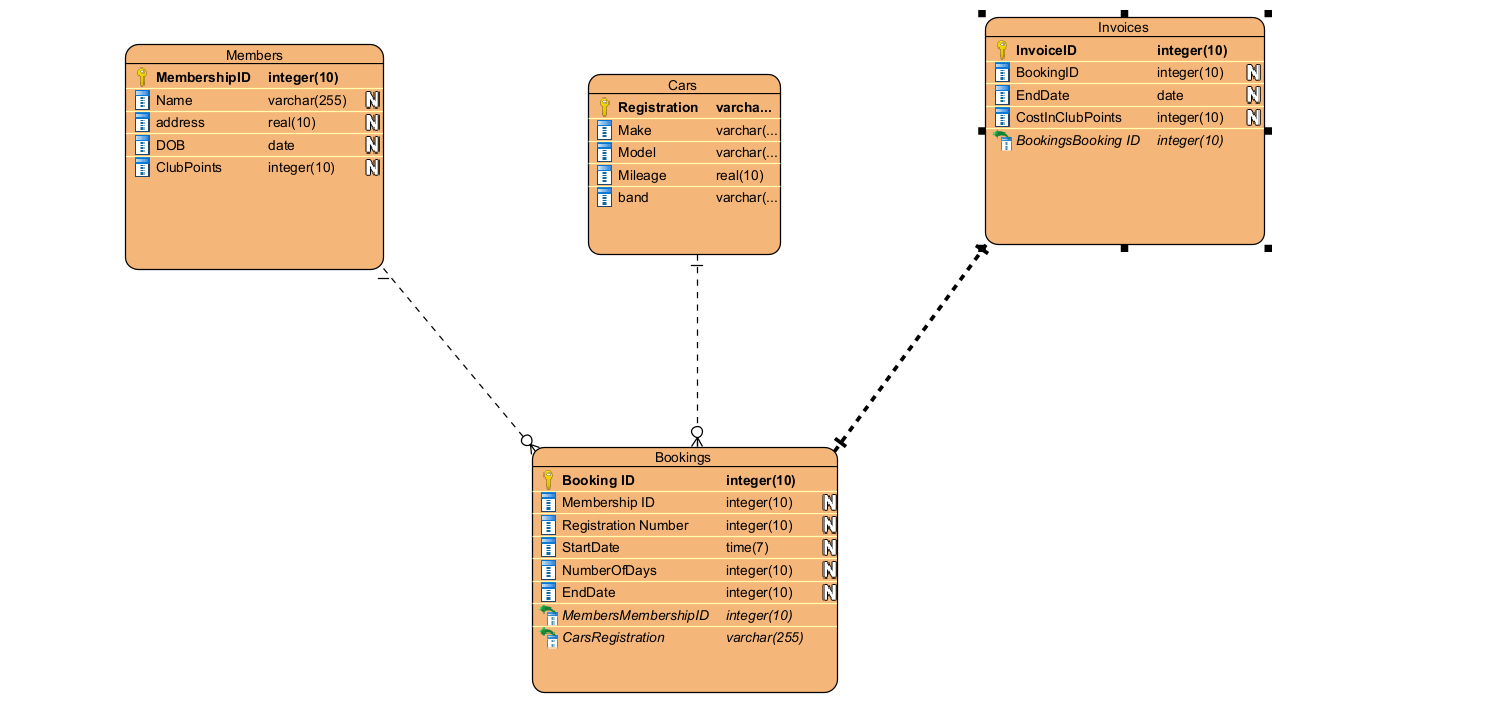 Members
MembershipID integer(10)
Name varchar(255) N
address real(10) N
DOB date N
ClubPoints integer(10) N
Cars
Registration varcha...
Make varchar(...
Model varchar(...
Mileage real(10)
band varchar(...
Invoices
InvoiceID integer(10)
BookingID integer(10) N
EndDate date N
CostInClubPoints integer(10) N
BookingsBooking ID integer(10)
Bookings
Booking ID integer(10)
Membership ID integer(10) N
Registration Number integer(10) N
StartDate time(7) N
NumberOfDays integer(10) N
EndDate integer(10) N
MembersMembershipID integer(10)
CarsRegistration varchar(255)